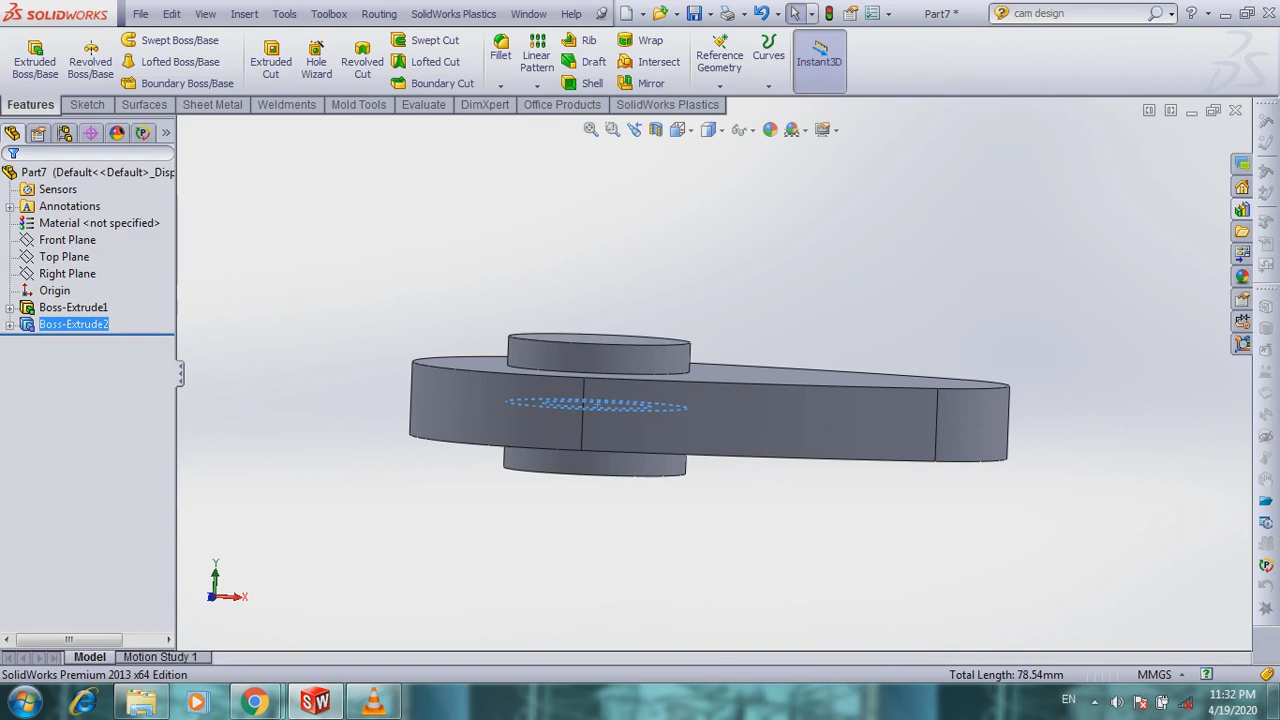 SOLIDWORKS File Edit View Insert Tools Toolbox Routing SolidWorks Plastics Window Help Part7 * cam design
Extruded Boss/Base
Revolved Boss/Base
Swept Boss/Base
Lofted Boss/Base
Boundary Boss/Base
Extruded Cut
Hole Wizard
Revolved Cut
Swept Cut
Lofted Cut
Boundary Cut
Fillet
Linear Pattern
Rib
Draft
Shell
Wrap
Intersect
Mirror
Reference Geometry
Curves
Instant3D
Features Sketch Surfaces Sheet Metal Weldments Mold Tools Evaluate DimXpert Office Products SolidWorks Plastics
Part7 (Default<<Default>_Disp
Sensors
Annotations
Material <not specified>
Front Plane
Top Plane
Right Plane
Origin
Boss-Extrude1
Boss-Extrude2
Y
X
Model Motion Study 1
SolidWorks Premium 2013 x64 Edition Total Length: 78.54mm MMGS
EN 11:32 PM
4/19/2020